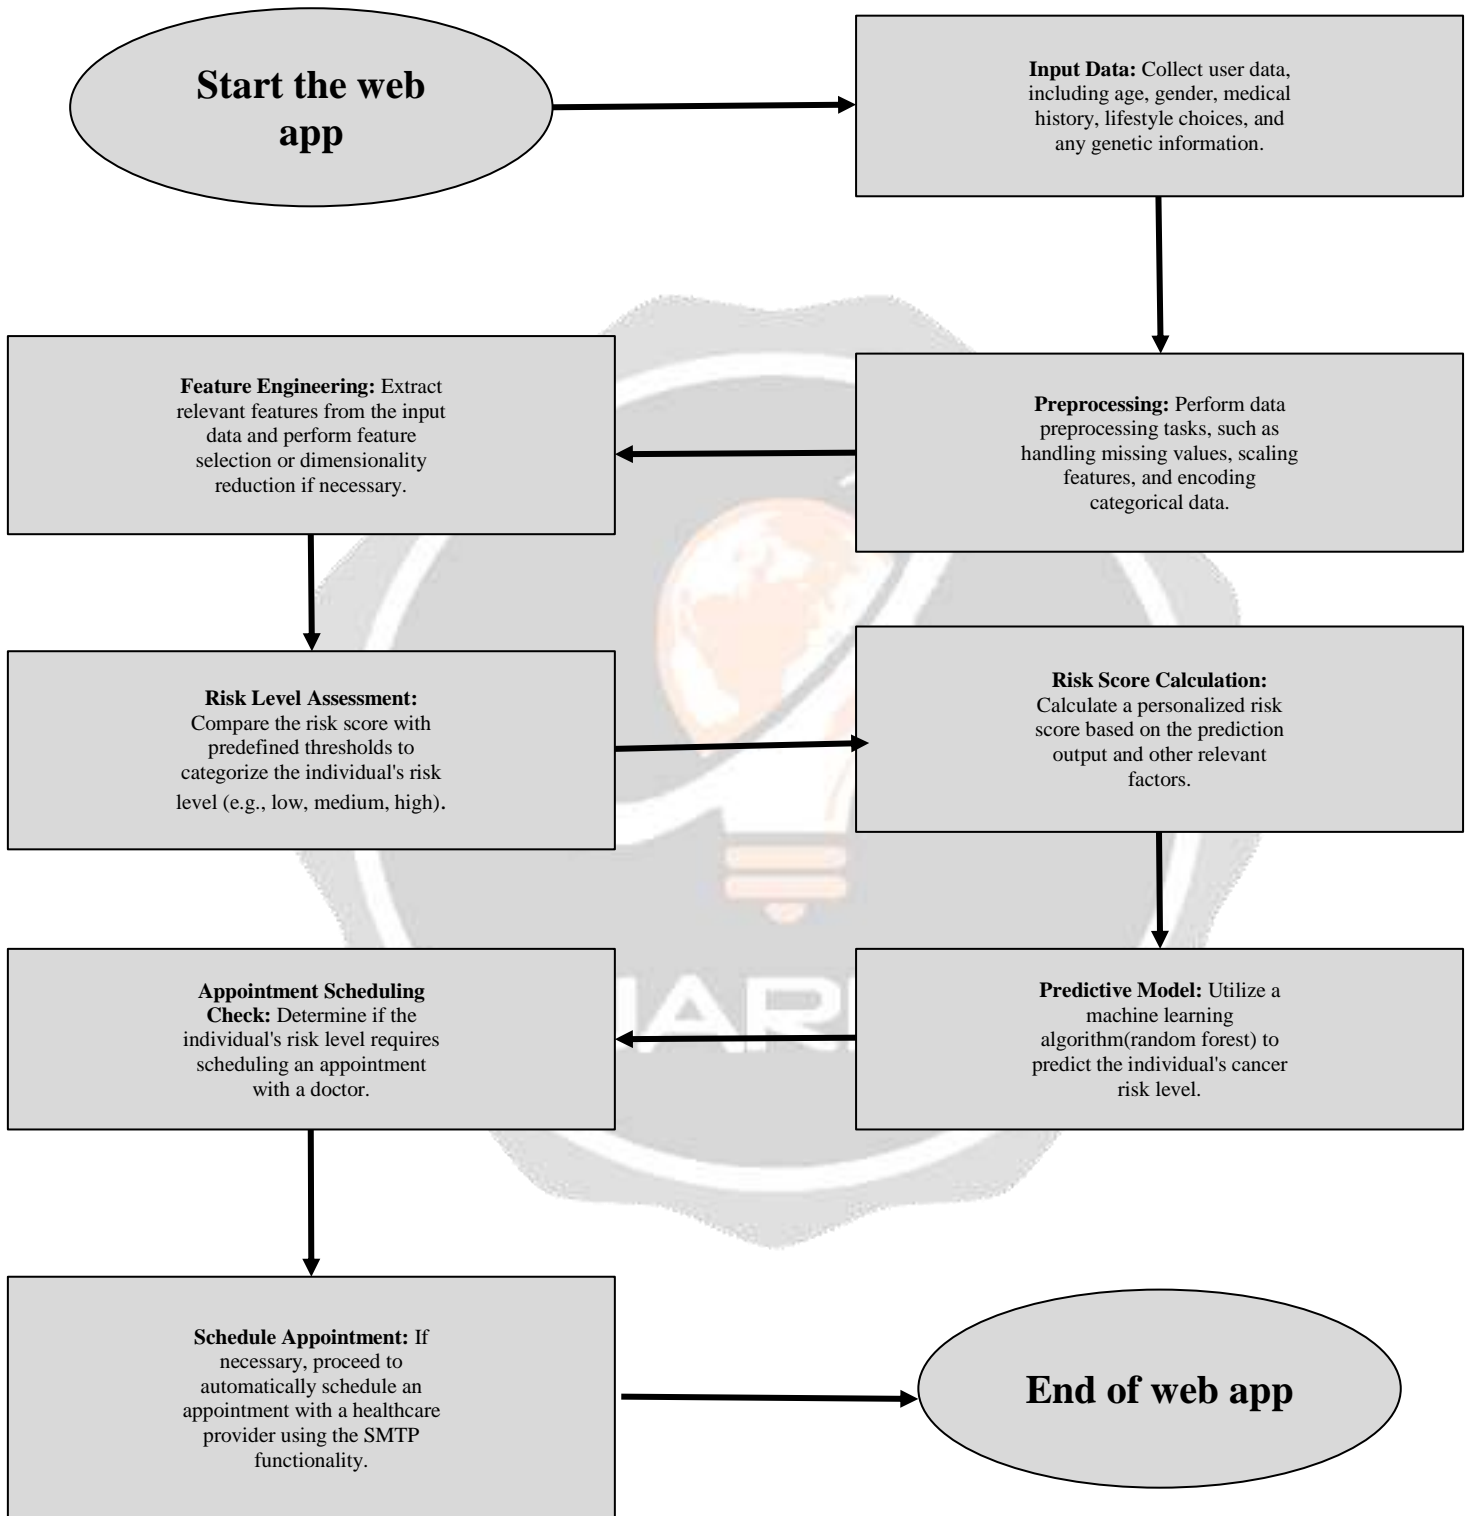 Start the web
app
Input Data: Collect user data,
including age, gender, medical
history, lifestyle choices, and
any genetic information.
Preprocessing: Perform data
preprocessing tasks, such as
handling missing values, scaling
features, and encoding
categorical data.
Feature Engineering: Extract
relevant features from the input
data and perform feature
selection or dimensionality
reduction if necessary.
Risk Level Assessment:
Compare the risk score with
predefined thresholds to
categorize the individual's risk
level (e.g., low, medium, high).
Risk Score Calculation:
Calculate a personalized risk
score based on the prediction
output and other relevant
factors.
Predictive Model: Utilize a
machine learning
algorithm(random forest) to
predict the individual's cancer
risk level.
Appointment Scheduling
Check: Determine if the
individual's risk level requires
scheduling an appointment
with a doctor.
Schedule Appointment: If
necessary, proceed to
automatically schedule an
appointment with a healthcare
provider using the SMTP
functionality.
End of web app